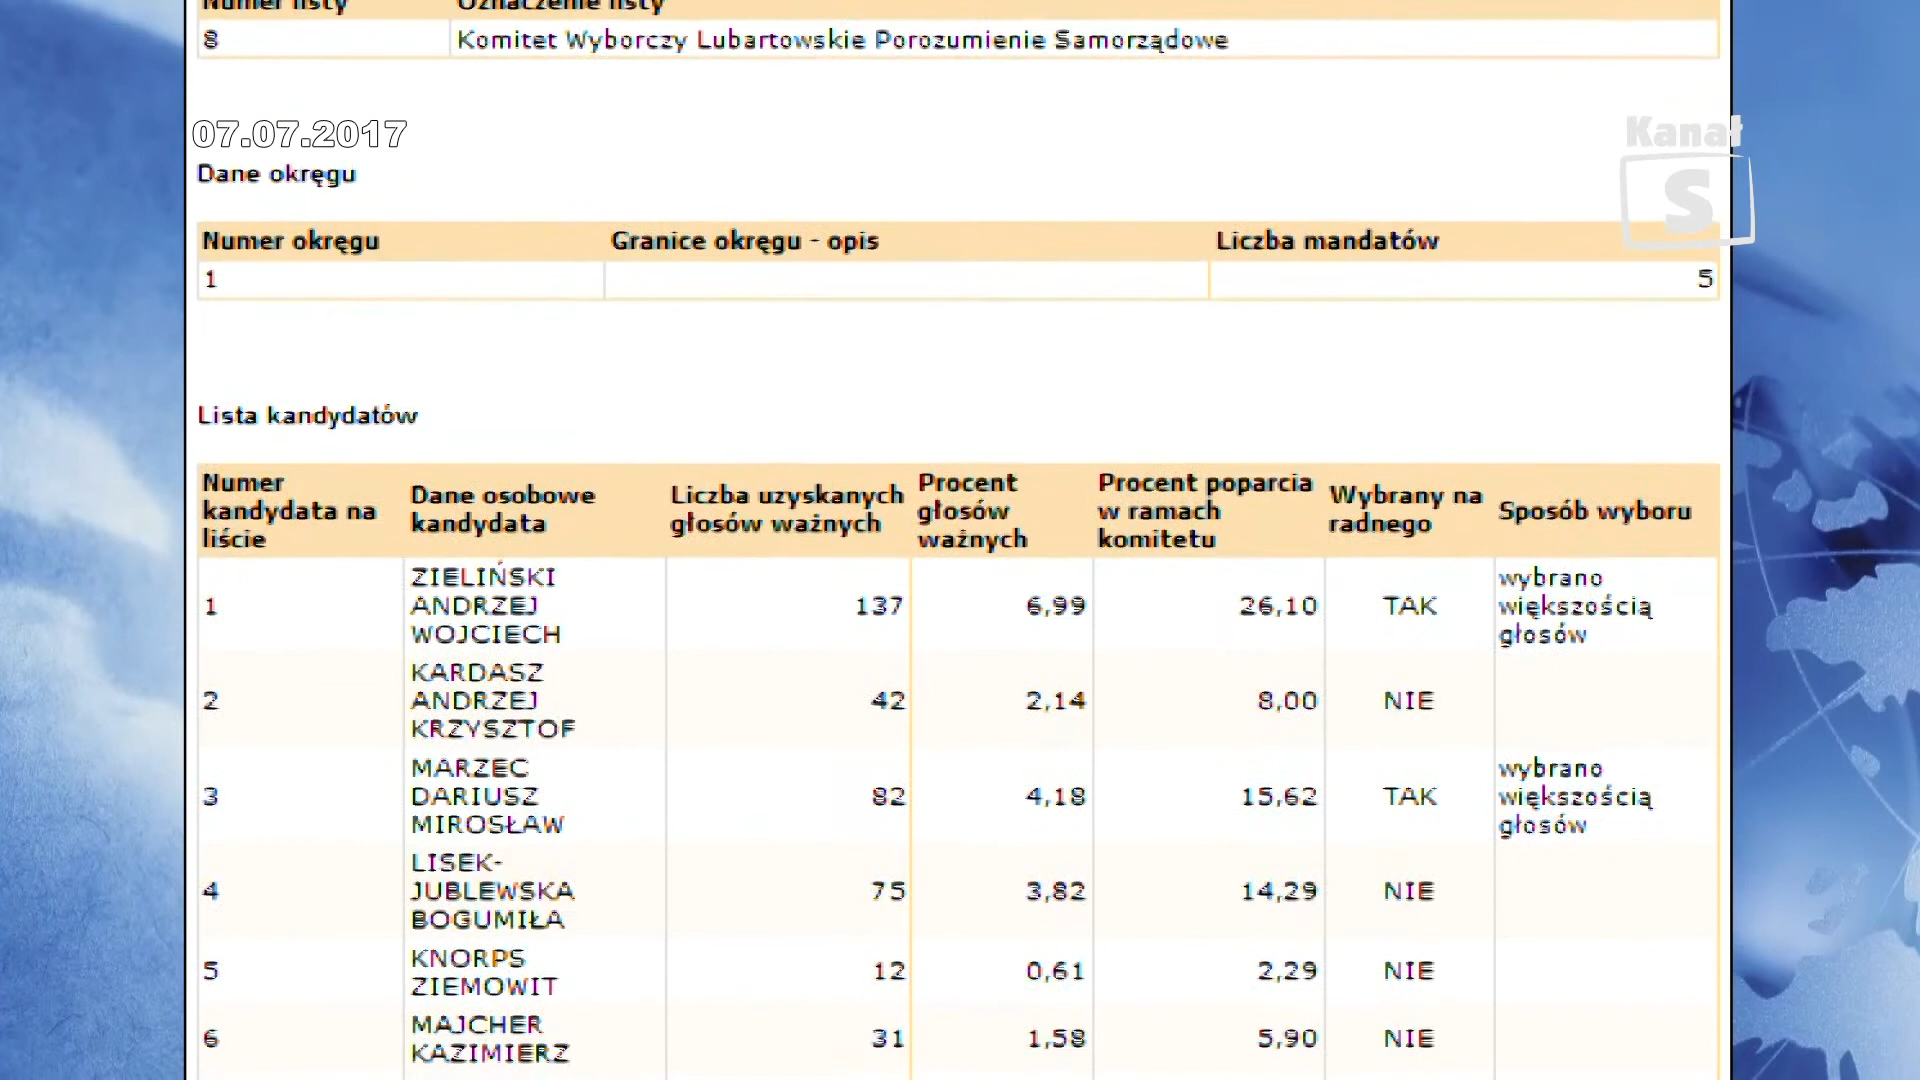 Numer listy Oznaczenie listy
8 Komitet Wyborczy Lubartowskie Porozumienie Samorządowe
07.07.2017
Kanał
S
Dane okręgu
Numer okręgu Granice okręgu - opis Liczba mandatów
1 5
Lista kandydatów
Numer kandydata na liście Dane osobowe kandydata Liczba uzyskanych głosów ważnych Procent głosów ważnych Procent poparcia w ramach komitetu Wybrany na radnego Sposób wyboru
1 ZIELIŃSKI ANDRZEJ WOJCIECH 137 6,99 26,10 TAK wybrano większością głosów
2 KARDASZ ANDRZEJ KRZYSZTOF 42 2,14 8,00 NIE
3 MARZEC DARIUSZ MIROSŁAW 82 4,18 15,62 TAK wybrano większością głosów
4 LISEK-JUBLEWSKA BOGUMIŁA 75 3,82 14,29 NIE
5 KNORPS ZIEMOWIT 12 0,61 2,29 NIE
6 MAJCHER KAZIMIERZ 31 1,58 5,90 NIE